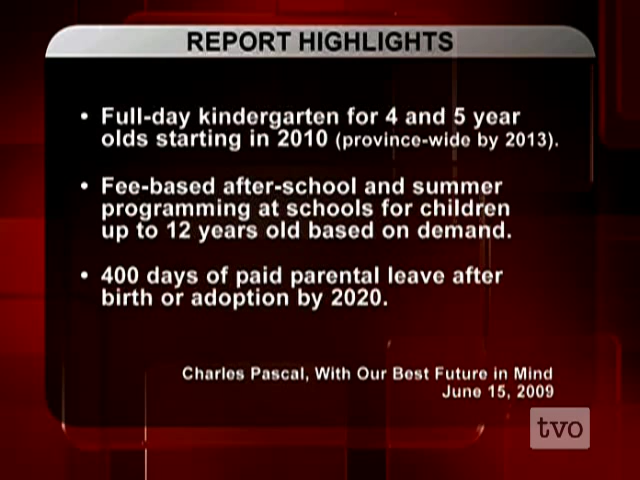 REPORT HIGHLIGHTS
• Full-day kindergarten for 4 and 5 year
olds starting in 2010 (province-wide by 2013).
• Fee-based after-school and summer
programming at schools for children
up to 12 years old based on demand.
• 400 days of paid parental leave after
birth or adoption by 2020.
Charles Pascal, With Our Best Future in Mind
June 15, 2009
tvo